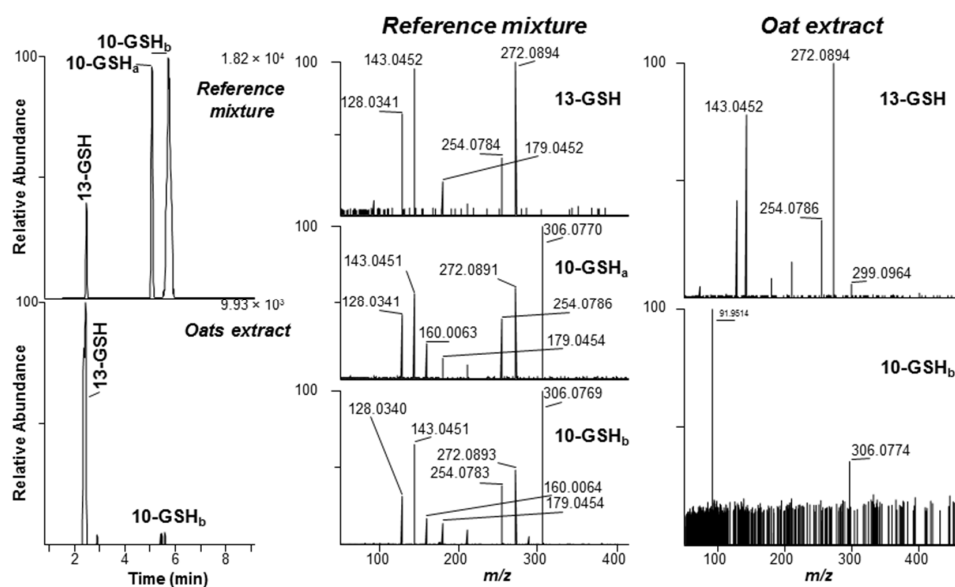 Reference mixture
Oat extract
10-GSHb
10-GSHa
1.82 × 10⁴
Reference
mixture
13-GSH
100
Relative Abundance
9.93 × 10³
Oats extract
100
13-GSH
10-GSHb
Relative Abundance
2
4
6
8
Time (min)
100
143.0452
272.0894
13-GSH
128.0341
254.0784
179.0452
100
306.0770
10-GSHa
143.0451
272.0891
128.0341
254.0786
160.0063
179.0454
100
306.0769
128.0340
10-GSHb
143.0451
272.0893
254.0783
160.0064
179.0454
100
200
300
400
m/z
100
272.0894
13-GSH
143.0452
254.0786
299.0964
100
91.9514
10-GSHb
306.0774
100
200
300
400
m/z